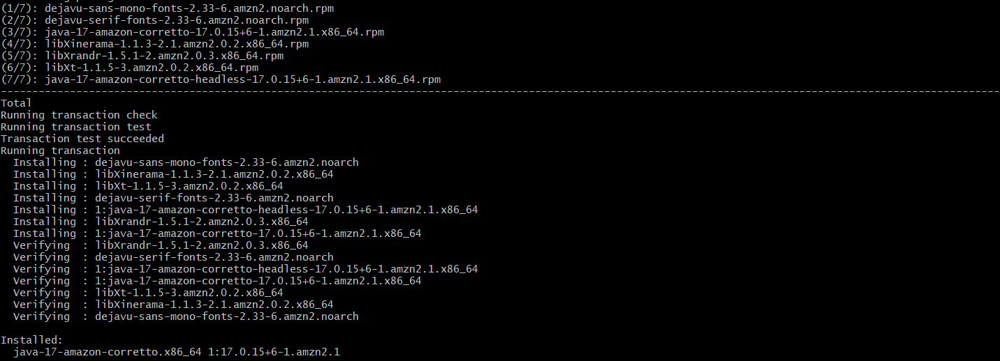 (1/7): dejavu-sans-mono-fonts-2.33-6.amzn2.noarch.rpm
(2/7): dejavu-serif-fonts-2.33-6.amzn2.noarch.rpm
(3/7): java-17-amazon-corretto-17.0.15+6-1.amzn2.1.x86_64.rpm
(4/7): libXinerama-1.1.3-2.1.amzn2.0.2.x86_64.rpm
(5/7): libXrandr-1.5.1-2.amzn2.0.3.x86_64.rpm
(6/7): libXt-1.1.5-3.amzn2.0.2.x86_64.rpm
(7/7): java-17-amazon-corretto-headless-17.0.15+6-1.amzn2.1.x86_64.rpm
--------------------------------------------------------------------------------------------------------------------------------------------------------------
Total
Running transaction check
Running transaction test
Transaction test succeeded
Running transaction
  Installing : dejavu-sans-mono-fonts-2.33-6.amzn2.noarch
  Installing : libXinerama-1.1.3-2.1.amzn2.0.2.x86_64
  Installing : libXt-1.1.5-3.amzn2.0.2.x86_64
  Installing : dejavu-serif-fonts-2.33-6.amzn2.noarch
  Installing : 1:java-17-amazon-corretto-headless-17.0.15+6-1.amzn2.1.x86_64
  Installing : libXrandr-1.5.1-2.amzn2.0.3.x86_64
  Installing : 1:java-17-amazon-corretto-17.0.15+6-1.amzn2.1.x86_64
  Verifying  : libXrandr-1.5.1-2.amzn2.0.3.x86_64
  Verifying  : dejavu-serif-fonts-2.33-6.amzn2.noarch
  Verifying  : 1:java-17-amazon-corretto-headless-17.0.15+6-1.amzn2.1.x86_64
  Verifying  : 1:java-17-amazon-corretto-17.0.15+6-1.amzn2.1.x86_64
  Verifying  : libXt-1.1.5-3.amzn2.0.2.x86_64
  Verifying  : libXinerama-1.1.3-2.1.amzn2.0.2.x86_64
  Verifying  : dejavu-sans-mono-fonts-2.33-6.amzn2.noarch

Installed:
  java-17-amazon-corretto.x86_64 1:17.0.15+6-1.amzn2.1